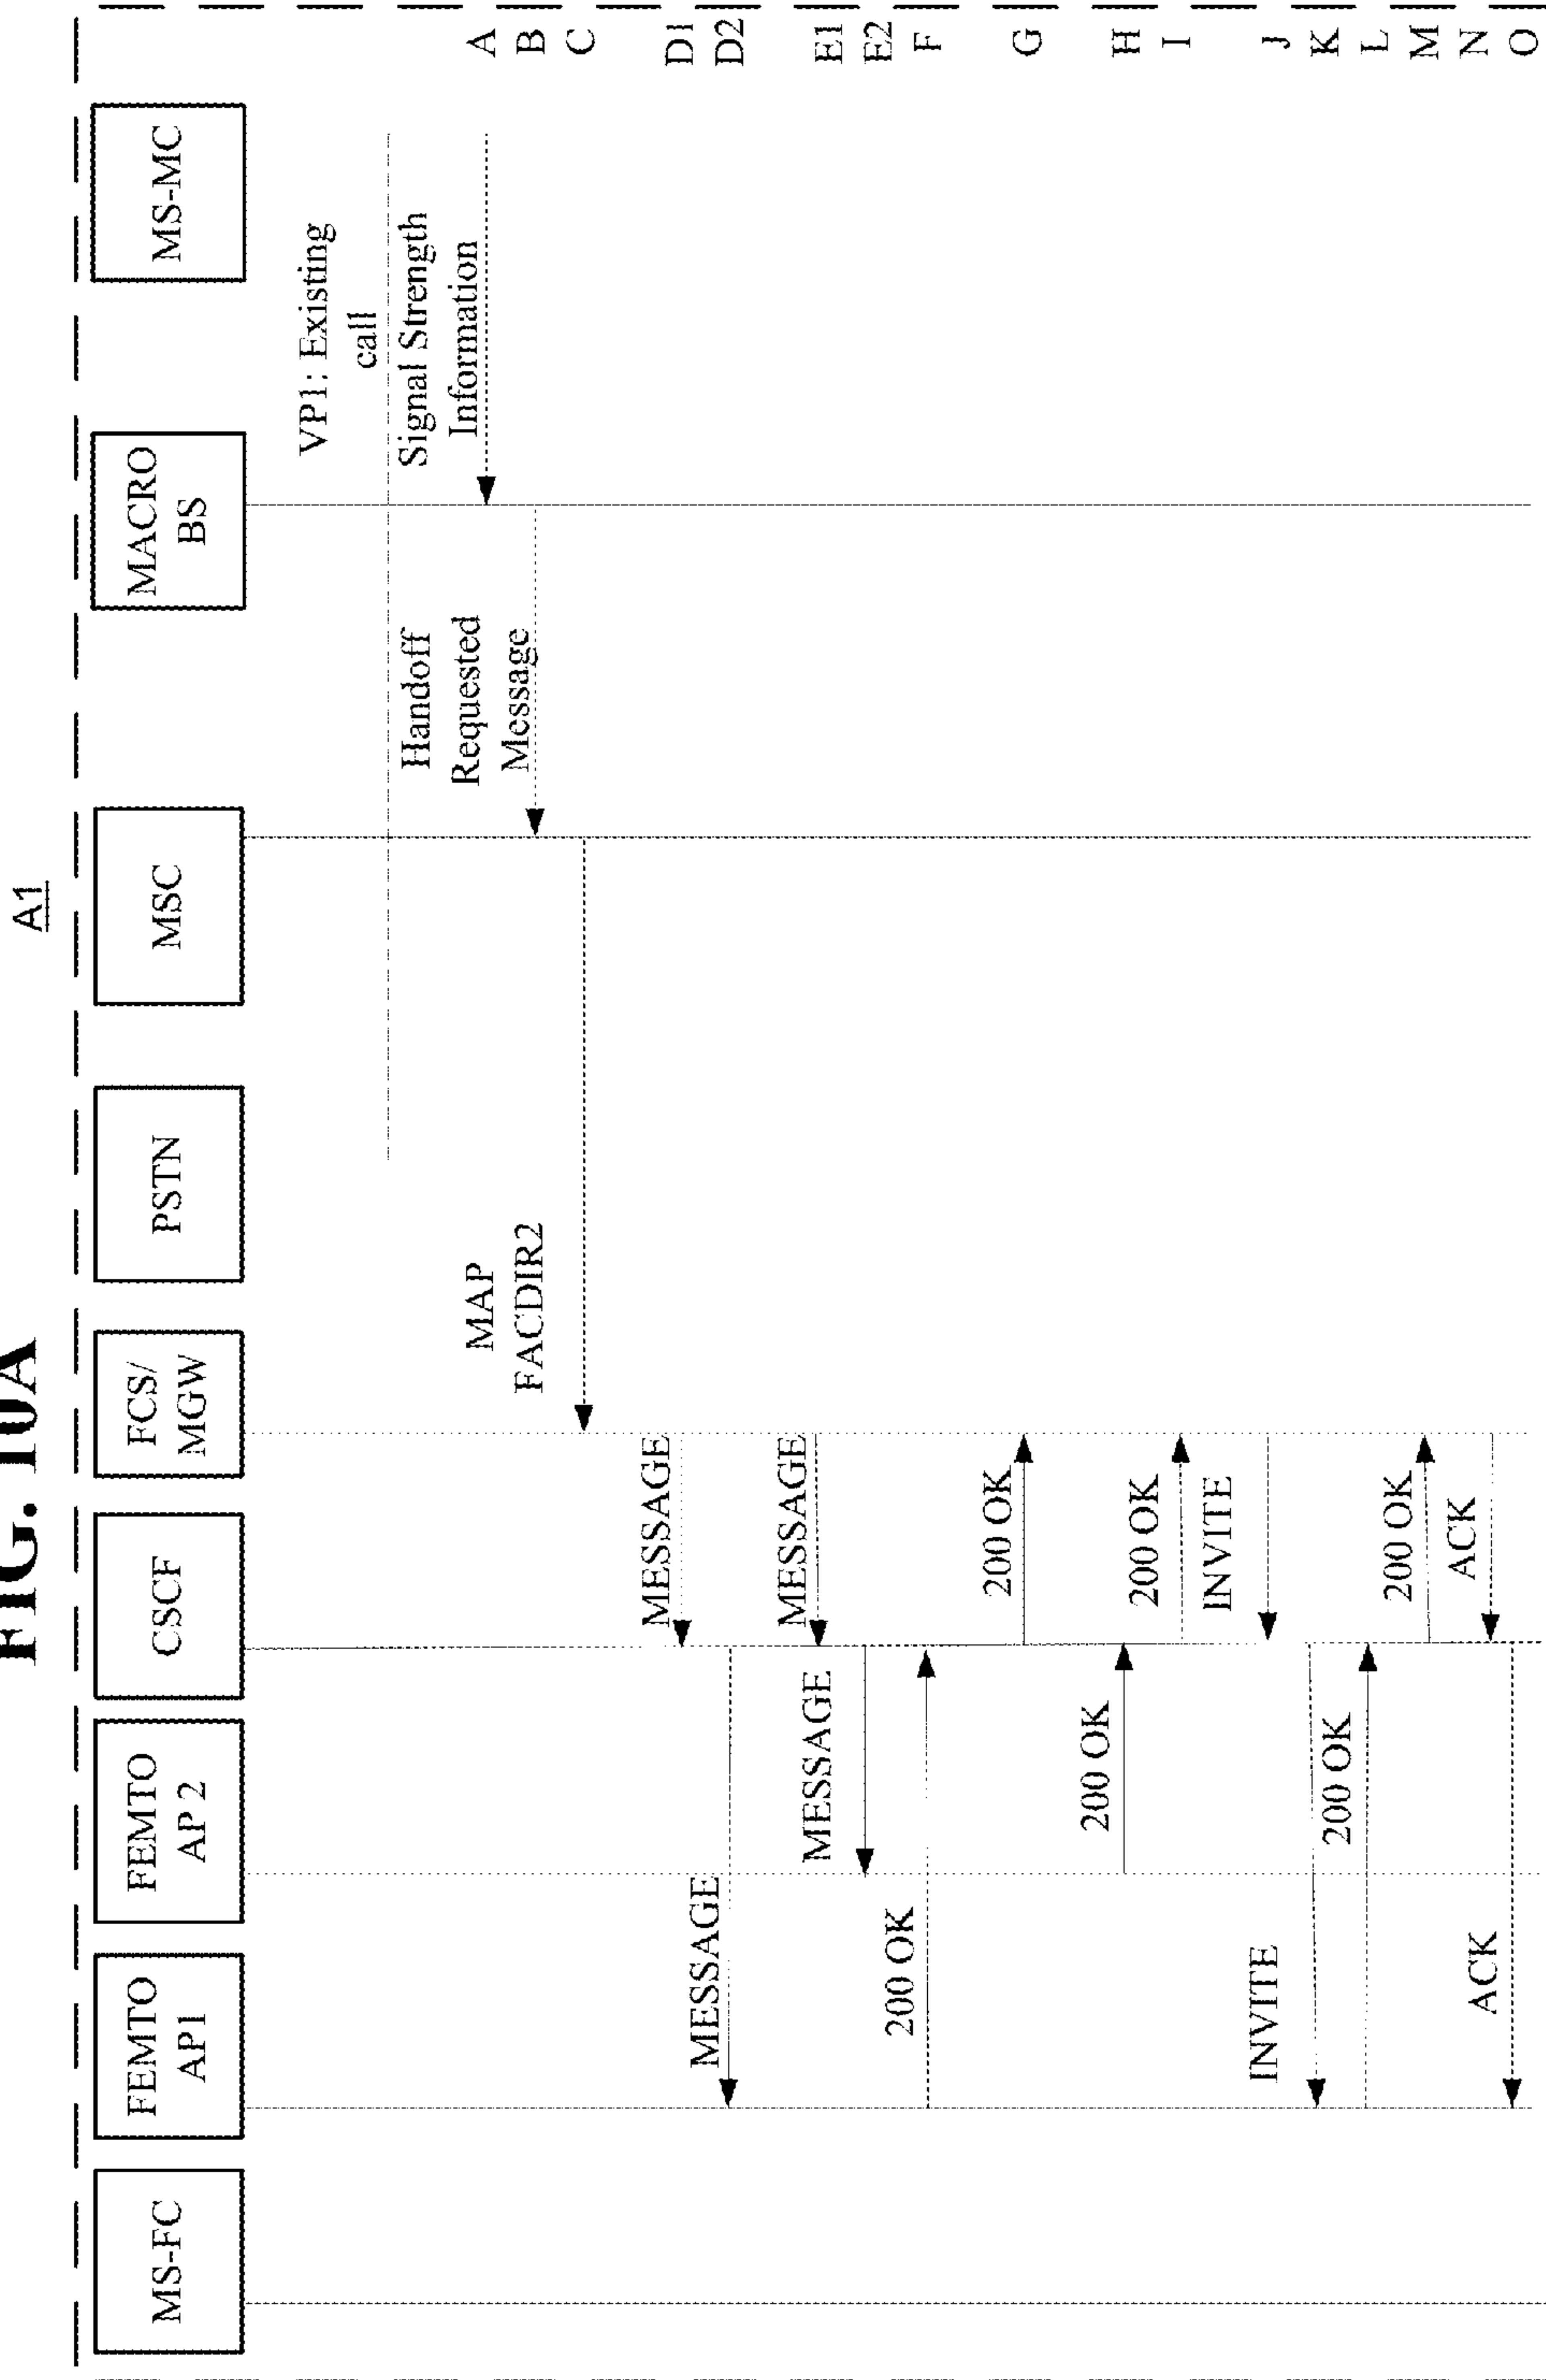 FIG. 10A
A1
MS-FC
FEMTO
AP1
FEMTO
AP 2
CSCF
FCS/
MGW
PSTN
MSC
MACRO
BS
MS-MC
VP1: Existing
call
Signal Strength
Information
A
Handoff
Requested
Message
B
MAP
FACDIR2
C
MESSAGE
D1
MESSAGE
D2
MESSAGE
E1
MESSAGE
E2
200 OK
F
200 OK
G
200 OK
H
200 OK
I
INVITE
J
INVITE
K
200 OK
L
200 OK
M
ACK
N
ACK
O